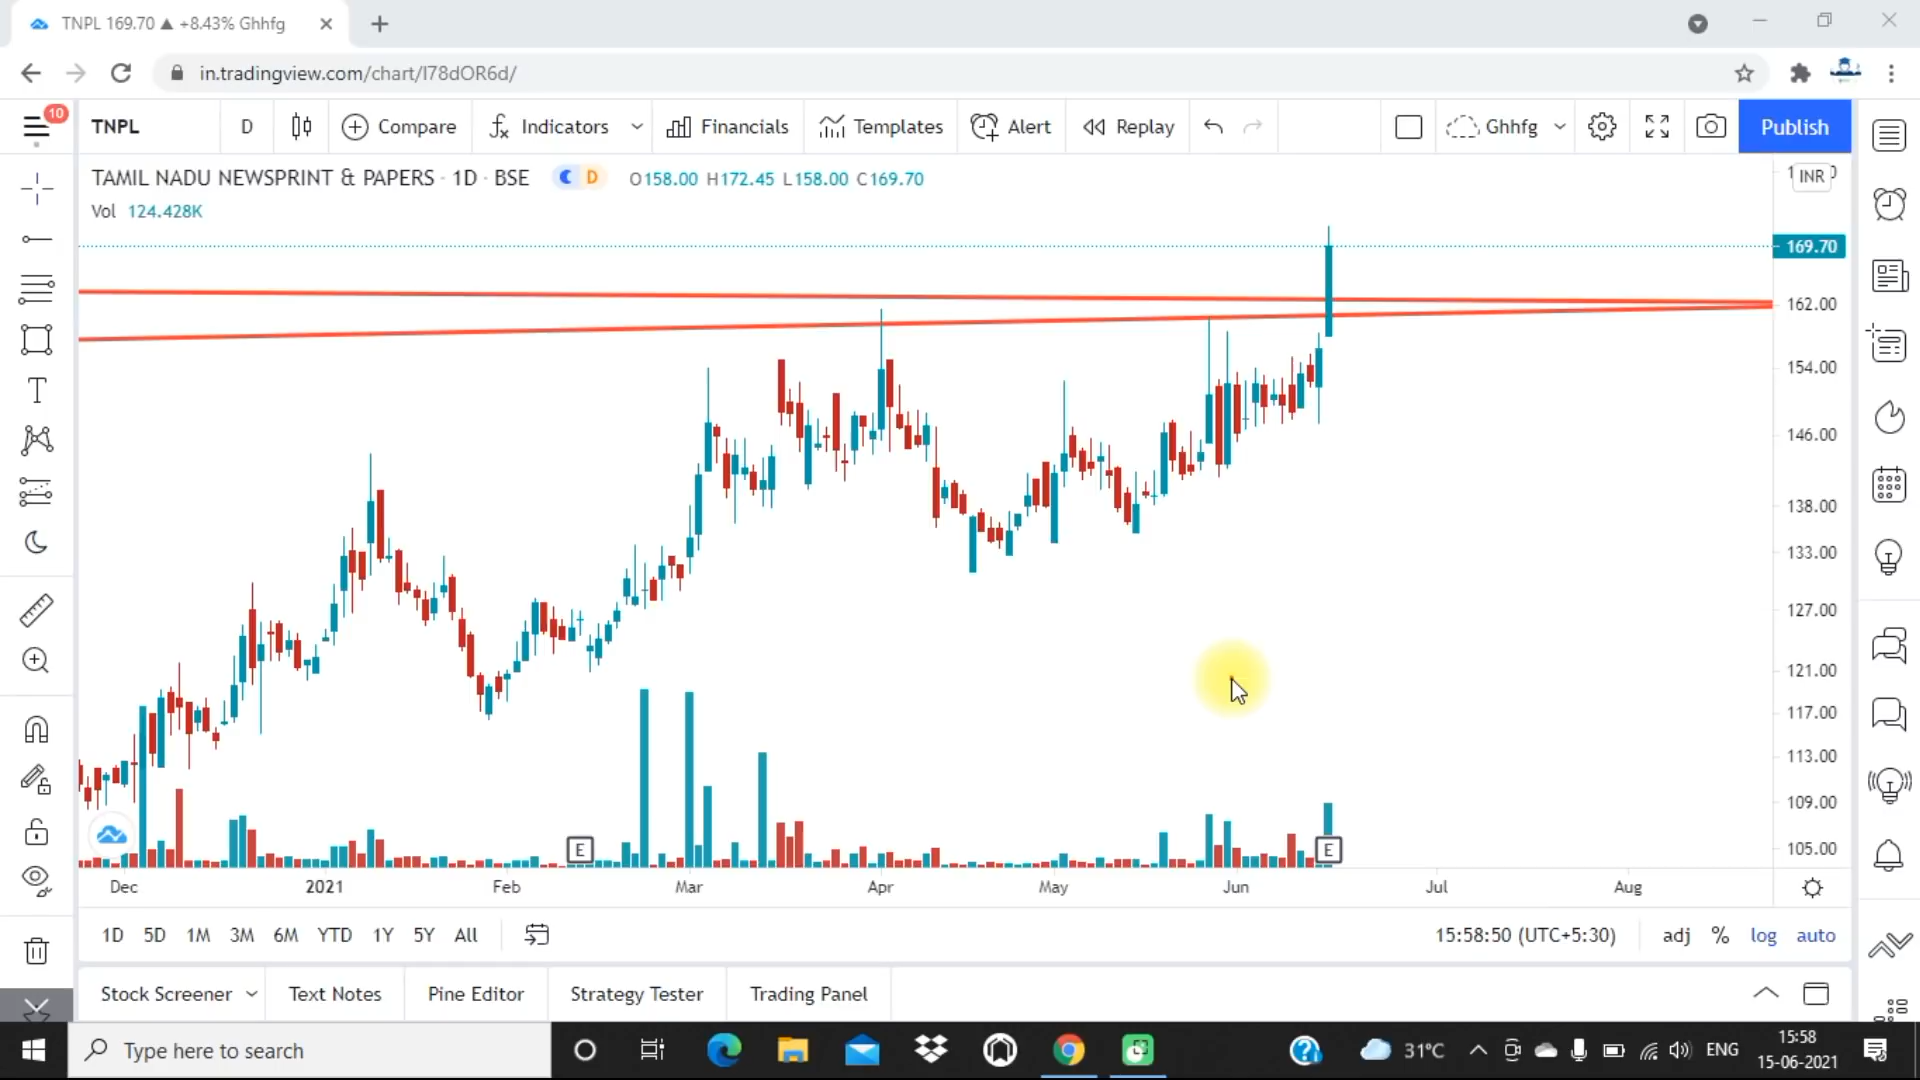 TNPL 169.70 ▲ +8.43% Ghhfg
in.tradingview.com/chart/I78dOR6d/
10
TNPL D Compare Indicators Financials Templates Alert Replay Ghhfg Publish
TAMIL NADU NEWSPRINT & PAPERS · 1D · BSE D O158.00 H172.45 L158.00 C169.70
INR
Vol 124.428K
169.70
162.00
154.00
146.00
138.00
133.00
127.00
121.00
117.00
113.00
109.00
105.00
E E
Dec 2021 Feb Mar Apr May Jun Jul Aug
1D 5D 1M 3M 6M YTD 1Y 5Y All 15:58:50 (UTC+5:30) adj % log auto
Stock Screener Text Notes Pine Editor Strategy Tester Trading Panel
Type here to search 31°C ENG 15:58
15-06-2021